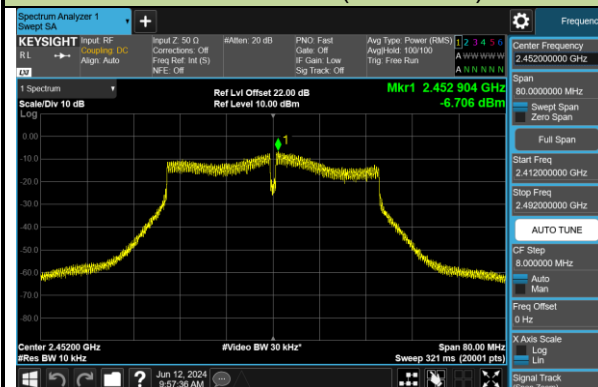 Spectrum Analyzer 1
Swept SA
+
Frequenc
KEYSIGHT
RL
LXI
Input: RF
Coupling: DC
Align: Auto
Input Z: 50 Ω
Corrections: Off
Freq Ref: Int (S)
NFE: Off
#Atten: 20 dB
PNO: Fast
Gate: Off
IF Gain: Low
Sig Track: Off
Avg Type: Power (RMS)
Avg|Hold: 100/100
Trig: Free Run
1 2 3 4 5 6
A W W W W W
A N N N N N
1 Spectrum
Scale/Div 10 dB
Log
Ref Lvl Offset 22.00 dB
Ref Level 10.00 dBm
Mkr1 2.452 904 GHz
-6.706 dBm
1
0.00
-10.0
-20.0
-30.0
-40.0
-50.0
-60.0
-70.0
-80.0
Center 2.45200 GHz
#Res BW 10 kHz
#Video BW 30 kHz*
Span 80.00 MHz
Sweep 321 ms (20001 pts)
?
Jun 12, 2024
9:57:36 AM
Center Frequency
2.452000000 GHz
Span
80.0000000 MHz
Swept Span
Zero Span
Full Span
Start Freq
2.412000000 GHz
Stop Freq
2.492000000 GHz
AUTO TUNE
CF Step
8.000000 MHz
Auto
Man
Freq Offset
0 Hz
X Axis Scale
Log
Lin
Signal Track